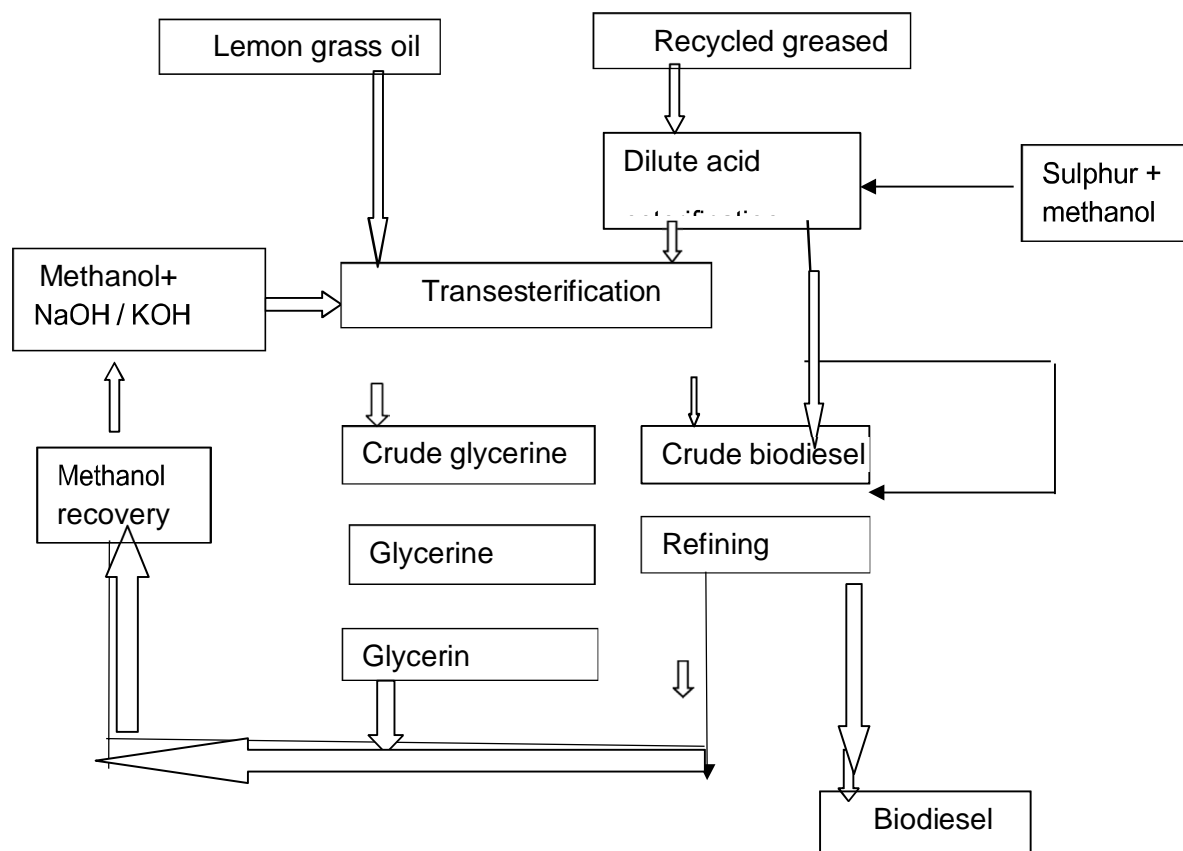 Lemon grass oil
Recycled greased
Dilute acid
Sulphur +
methanol
Methanol+
NaOH / KOH
Transesterification
Crude glycerine
Crude biodiesel
Methanol
recovery
Glycerine
Refining
Glycerin
Biodiesel